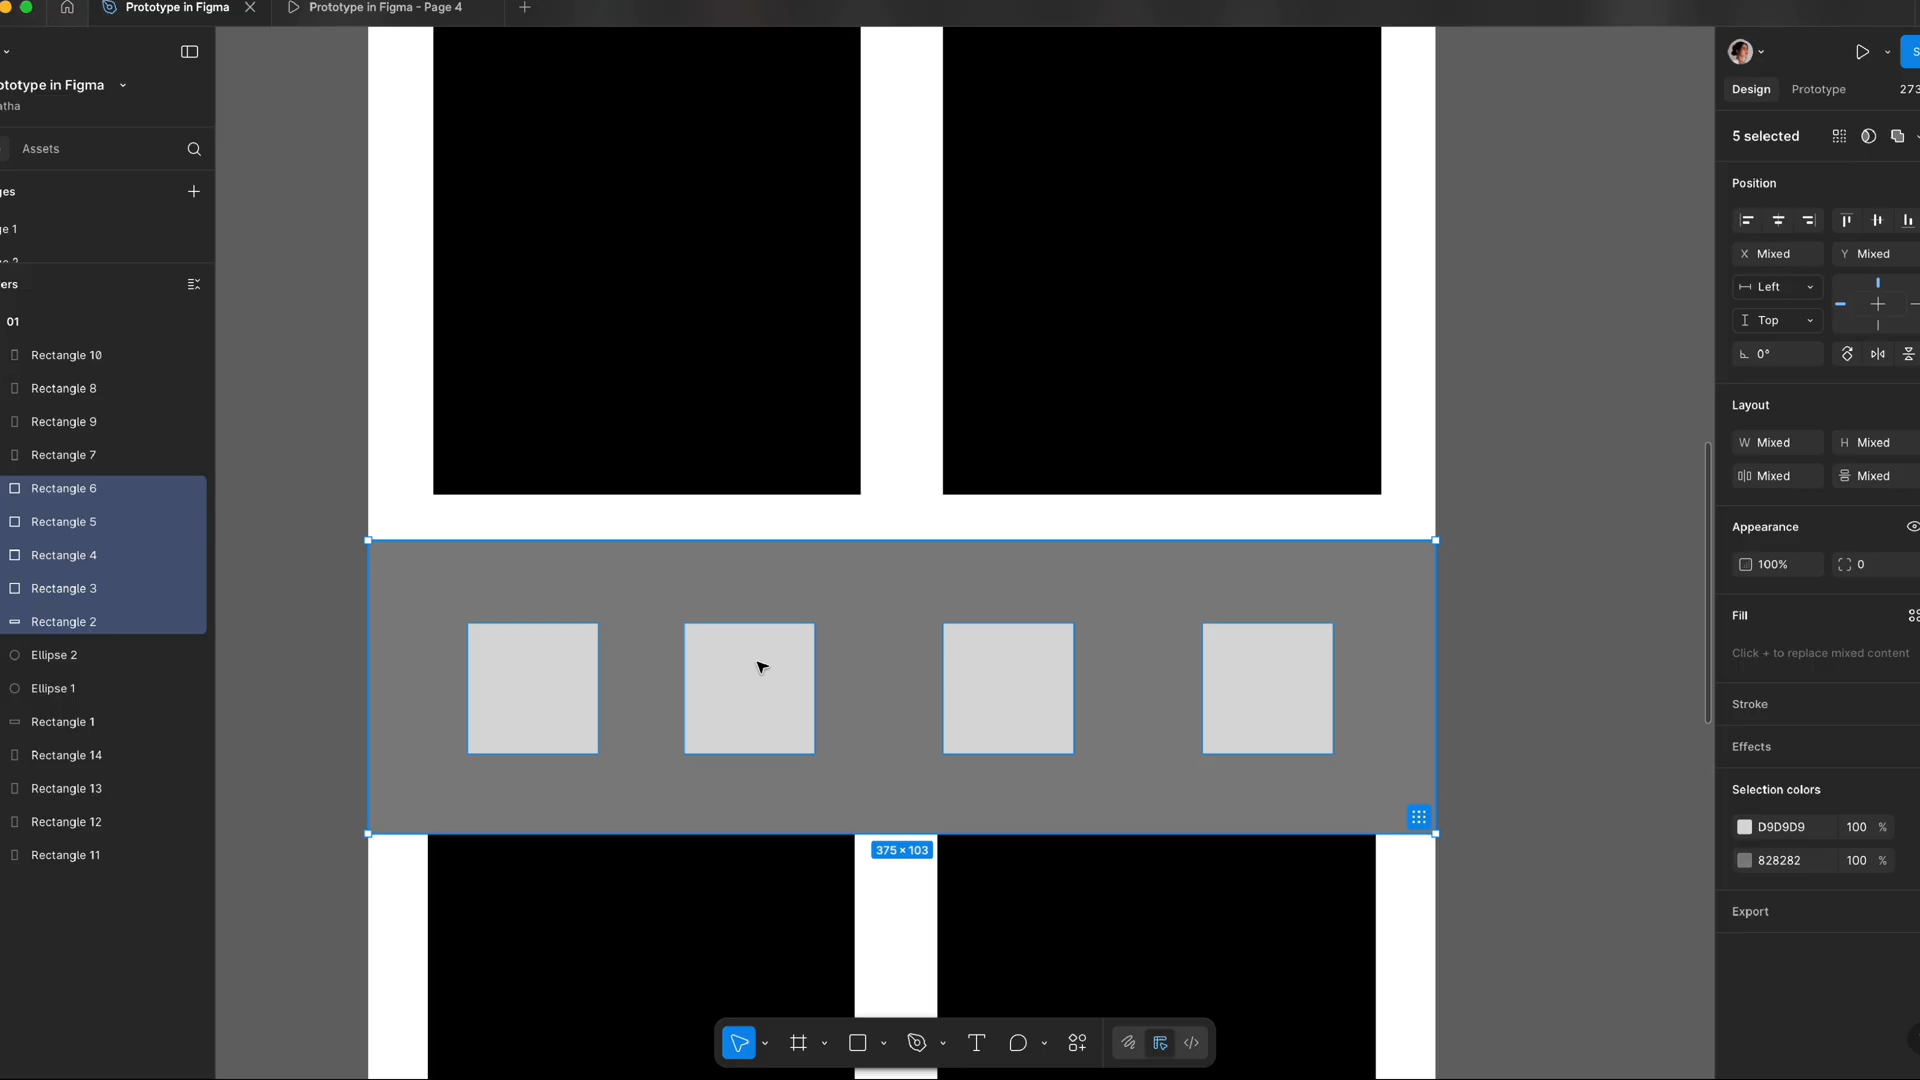 Prototype in Figma
Prototype in Figma - Page 4
ototype in Figma
atha
Assets
ges
ge 1
ers
01
Rectangle 10
Rectangle 8
Rectangle 9
Rectangle 7
Rectangle 6
Rectangle 5
Rectangle 4
Rectangle 3
Rectangle 2
Ellipse 2
Ellipse 1
Rectangle 1
Rectangle 14
Rectangle 13
Rectangle 12
Rectangle 11
375 × 103
S
Design Prototype 273
5 selected
Position
X Mixed Y Mixed
Left
Top
0°
Layout
W Mixed H Mixed
Mixed Mixed
Appearance
100% 0
Fill
Click + to replace mixed content
Stroke
Effects
Selection colors
D9D9D9 100 %
828282 100 %
Export